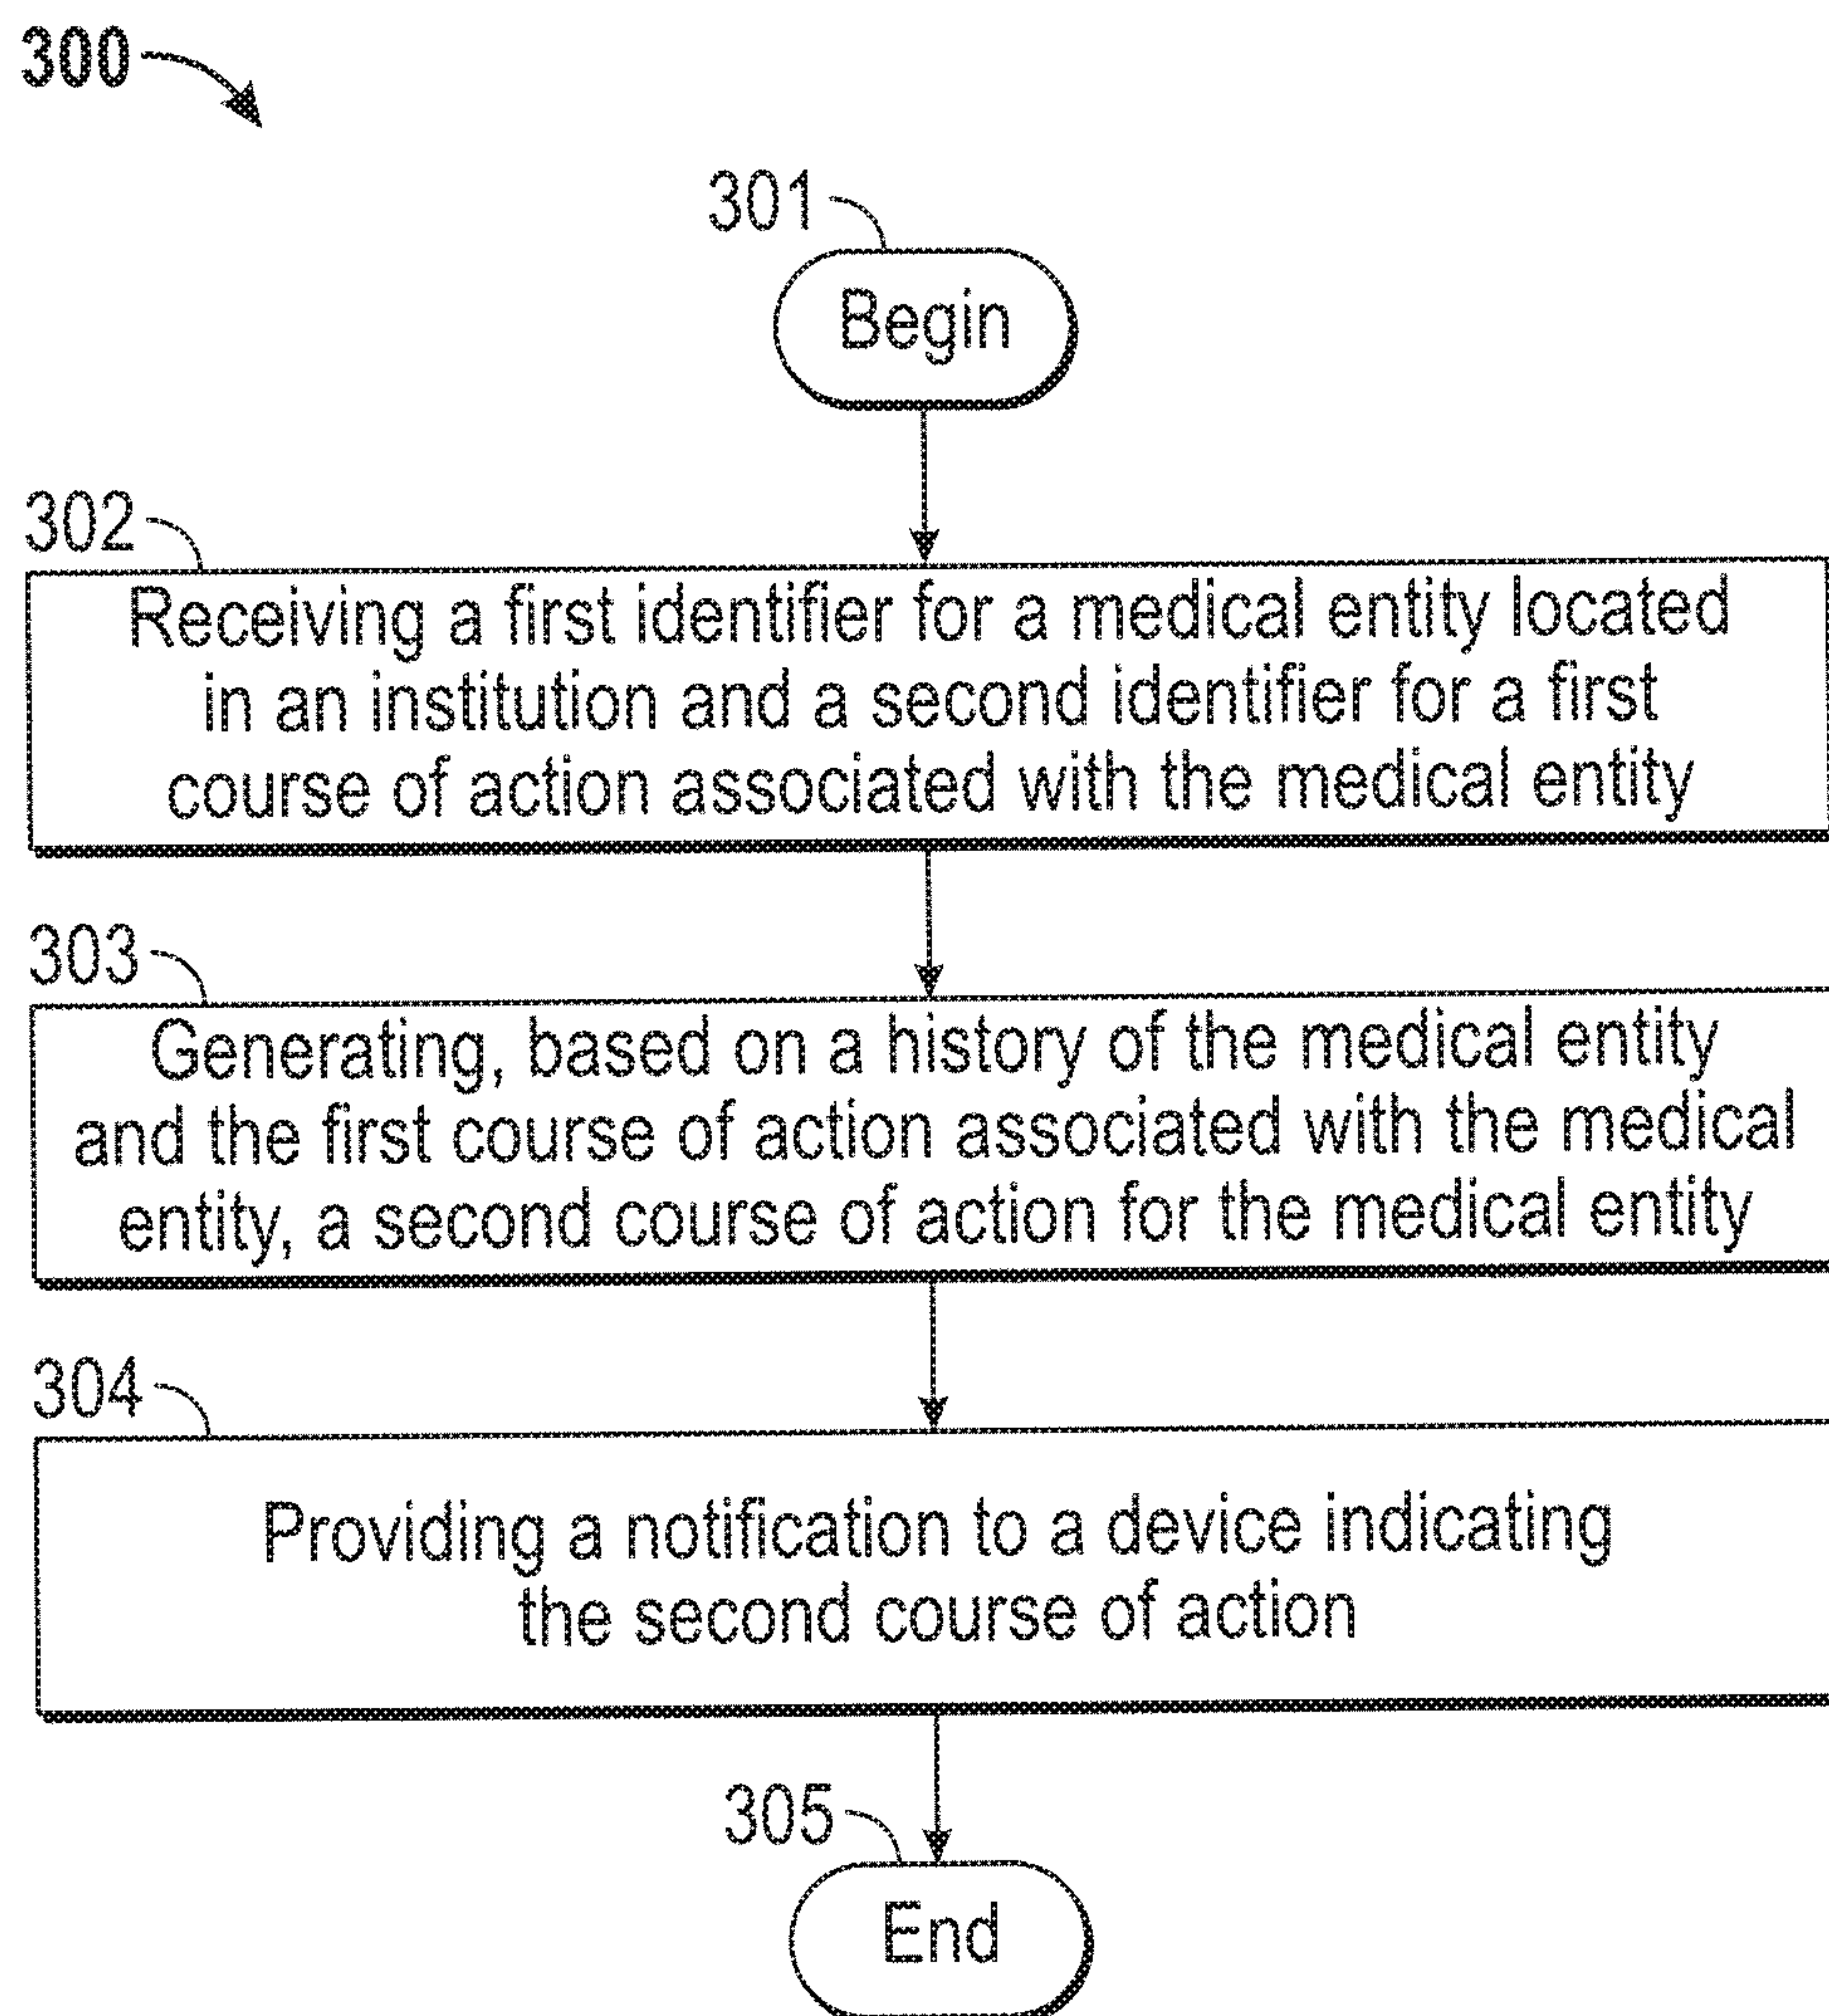 300
301
Begin
302
Receiving a first identifier for a medical entity located
in an institution and a second identifier for a first
course of action associated with the medical entity
303
Generating, based on a history of the medical entity
and the first course of action associated with the medical
entity, a second course of action for the medical entity
304
Providing a notification to a device indicating
the second course of action
305
End